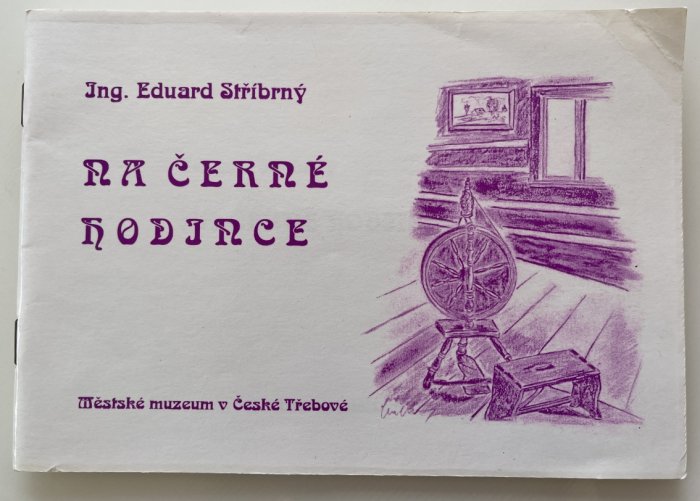 Ing. Eduard Stříbrný
NA ČERNÉ
HODINCE
Městské muzeum v České Třebové